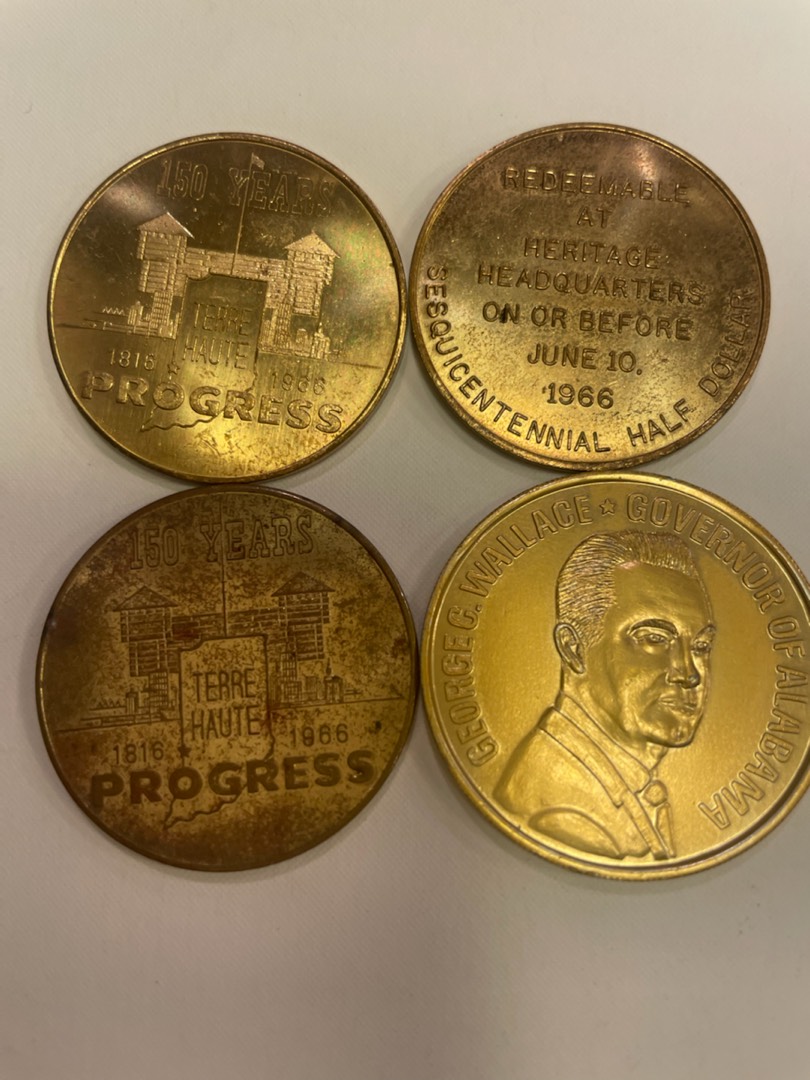 150 YEARS
TERRE
HAUTE
1816 1966
PROGRESS
REDEEMABLE
AT
HERITAGE
HEADQUARTERS
ON OR BEFORE
JUNE 10,
1966
SESQUICENTENNIAL HALF DOLLAR
150 YEARS
TERRE
HAUTE
1816 1966
PROGRESS
GEORGE C. WALLACE ★ GOVERNOR OF ALABAMA